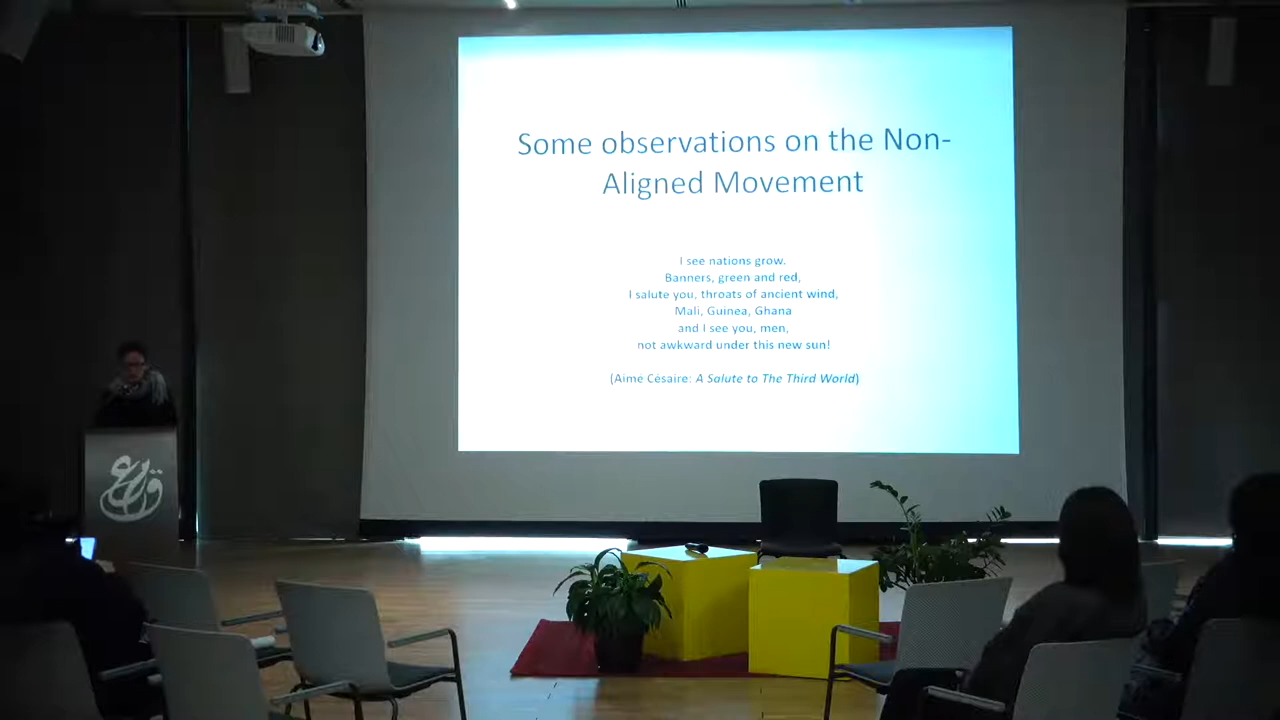 Some observations on the Non-
Aligned Movement
I see nations grow.
Banners, green and red,
I salute you, throats of ancient wind,
Mali, Guinea, Ghana
and I see you, men,
not awkward under this new sun!
(Aime Césaire: A Salute to The Third World)